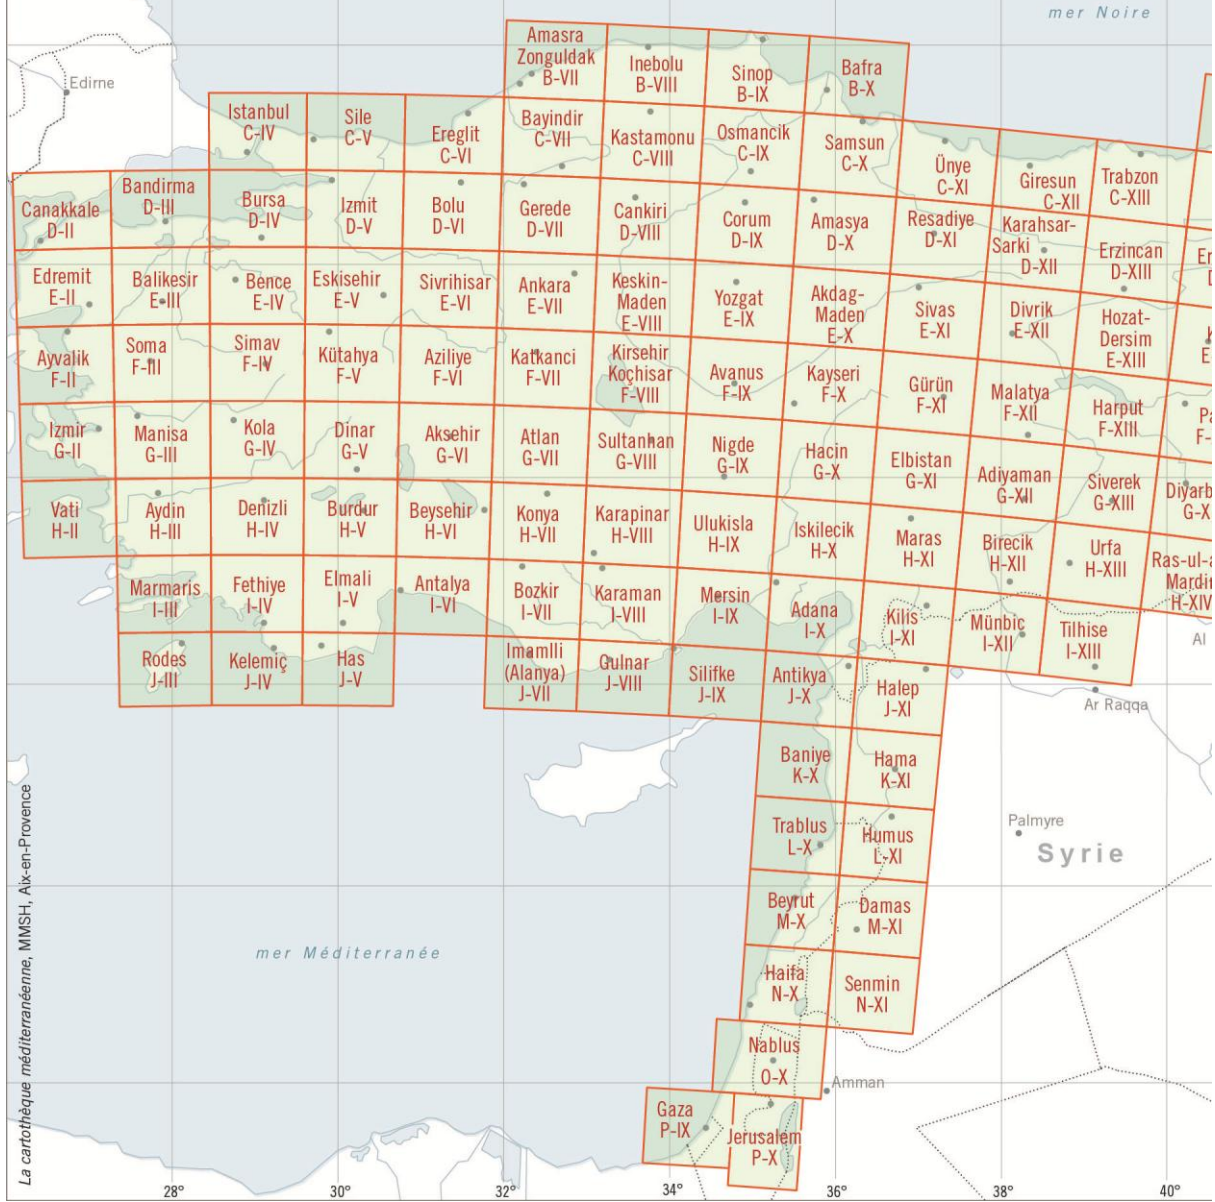 mer Noire
Edirne
Amasra
Zonguldak
B-VII
Inebolu
B-VIII
Sinop
B-IX
Bafra
B-X
Istanbul
C-IV
Sile
C-V
Ereglit
C-VI
Bayindir
C-VII
Kastamonu
C-VIII
Osmancik
C-IX
Samsun
C-X
Ünye
C-XI
Giresun
C-XII
Trabzon
C-XIII
Canakkale
D-II
Bandirma
D-III
Bursa
D-IV
Izmit
D-V
Bolu
D-VI
Gerede
D-VII
Cankiri
D-VIII
Corum
D-IX
Amasya
D-X
Resadiye
D-XI
Karahsar-
Sarki
D-XII
Erzincan
D-XIII
Er
D
Edremit
E-II
Balikesir
E-III
Bence
E-IV
Eskisehir
E-V
Sivrihisar
E-VI
Ankara
E-VII
Keskin-
Maden
E-VIII
Yozgat
E-IX
Akdag-
Maden
E-X
Sivas
E-XI
Divrik
E-XII
Hozat-
Dersim
E-XIII
K
E
Ayvalik
F-II
Soma
F-III
Simav
F-IV
Kütahya
F-V
Aziliye
F-VI
Katkanci
F-VII
Kirsehir
Koçhisar
F-VIII
Avanus
F-IX
Kayseri
F-X
Gürün
F-XI
Malatya
F-XII
Harput
F-XIII
Pa
F-
Izmir
G-II
Manisa
G-III
Kola
G-IV
Dinar
G-V
Aksehir
G-VI
Atlan
G-VII
Sultanhan
G-VIII
Nigde
G-IX
Hacin
G-X
Elbistan
G-XI
Adiyaman
G-XII
Siverek
G-XIII
Diyarb
G-X
Vati
H-II
Aydin
H-III
Denizli
H-IV
Burdur
H-V
Beysehir
H-VI
Konya
H-VII
Karapinar
H-VIII
Ulukisla
H-IX
Iskilecik
H-X
Maras
H-XI
Birecik
H-XII
Urfa
H-XIII
Ras-ul-a
Mardin
H-XIV
Marmaris
I-III
Fethiye
I-IV
Elmali
I-V
Antalya
I-VI
Bozkir
I-VII
Karaman
I-VIII
Mersin
I-IX
Adana
I-X
Kilis
I-XI
Münbic
I-XII
Tilhise
I-XIII
Al
Rodes
J-III
Kelemiç
J-IV
Has
J-V
Imamlli
(Alanya)
J-VII
Gulnar
J-VIII
Silifke
J-IX
Antikya
J-X
Halep
J-XI
Ar Raqqa
Baniye
K-X
Hama
K-XI
Trablus
L-X
Humus
L-XI
Palmyre
Syrie
Beyrut
M-X
Damas
M-XI
mer Méditerranée
Haifa
N-X
Senmin
N-XI
Nablus
O-X
Amman
Gaza
P-IX
Jerusalem
P-X
La cartothèque méditerranéenne, MMSH, Aix-en-Provence
28°
30°
32°
34°
36°
38°
40°